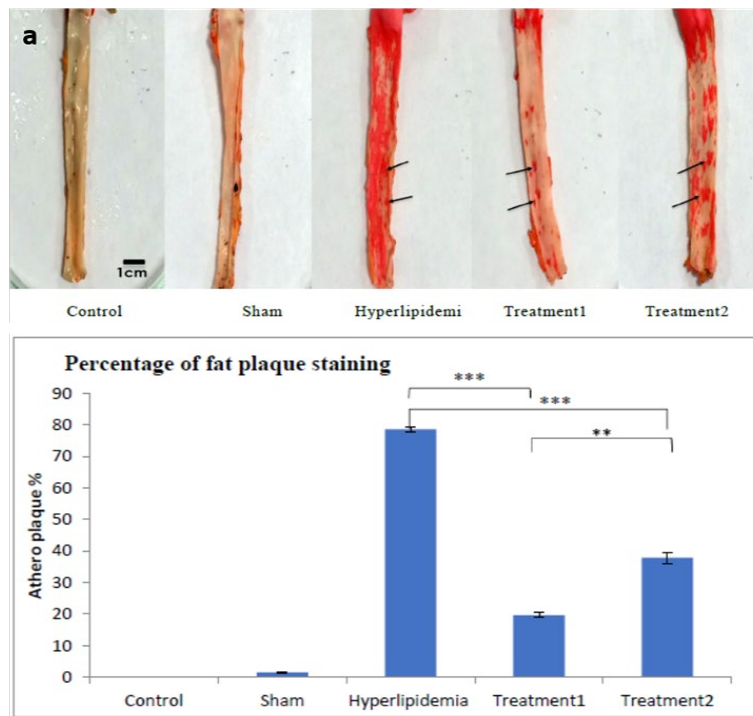 a
1cm
Control Sham Hyperlipidemi Treatment1 Treatment2
Percentage of fat plaque staining
***
***
**
Athero plaque %
90
80
70
60
50
40
30
20
10
0
Control Sham Hyperlipidemia Treatment1 Treatment2